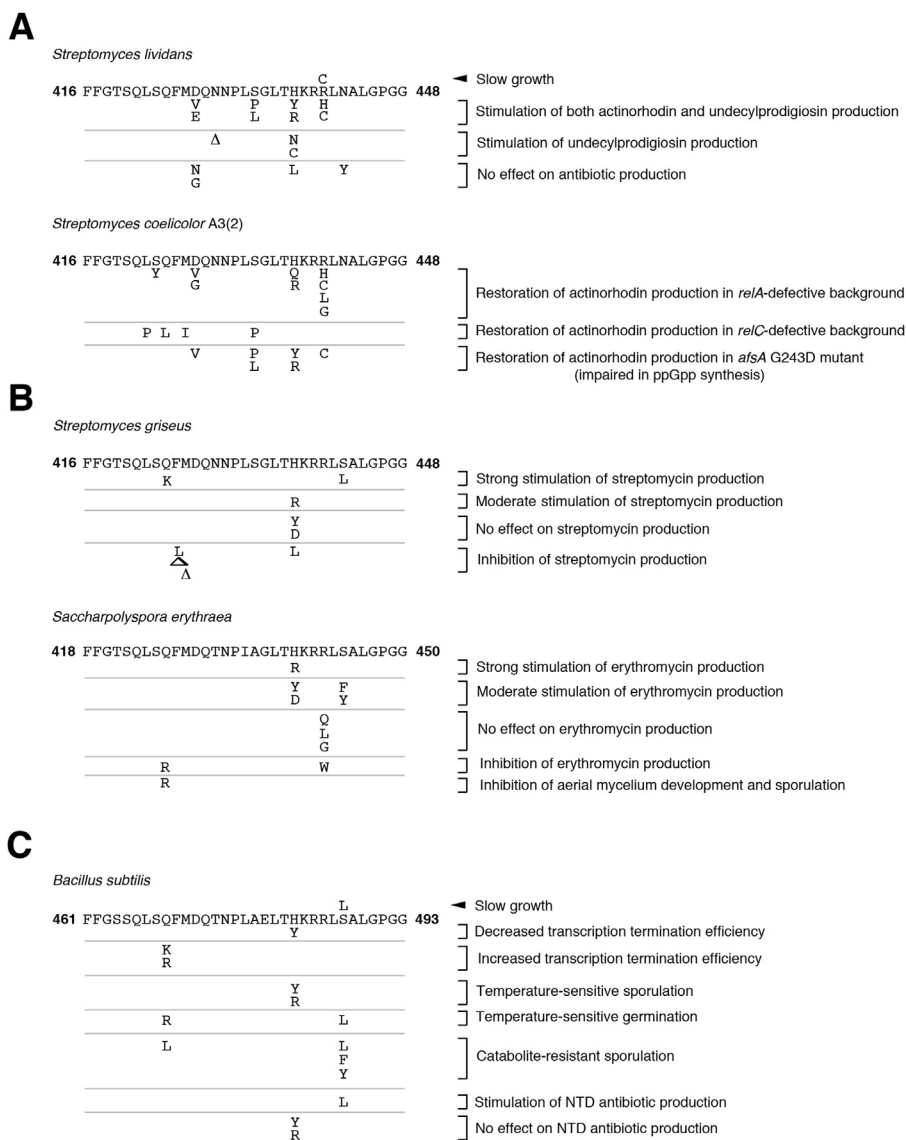 A
Streptomyces lividans
C ◄ Slow growth
416 FFGTSQLSQFMDQNNPLSGLTHKRRLNALGPGG 448
V P Y H
E L R C
Stimulation of both actinorhodin and undecylprodigiosin production
Δ N
C
Stimulation of undecylprodigiosin production
N L Y
G
No effect on antibiotic production
Streptomyces coelicolor A3(2)
416 FFGTSQLSQFMDQNNPLSGLTHKRRLNALGPGG 448
Y V Q H
G R C
L
G
Restoration of actinorhodin production in relA-defective background
P L I P Restoration of actinorhodin production in relC-defective background
V P Y C
L R
Restoration of actinorhodin production in afsA G243D mutant
(impaired in ppGpp synthesis)
B
Streptomyces griseus
416 FFGTSQLSQFMDQNNPLSGLTHKRRLSALGPGG 448
K L Strong stimulation of streptomycin production
R Moderate stimulation of streptomycin production
Y
D
No effect on streptomycin production
L L
Δ
Inhibition of streptomycin production
Saccharpolyspora erythraea
418 FFGTSQLSQFMDQTNPIAGLTHKRRLSALGPGG 450
R Strong stimulation of erythromycin production
Y F
D Y
Moderate stimulation of erythromycin production
Q
L
G
No effect on erythromycin production
R W Inhibition of erythromycin production
R Inhibition of aerial mycelium development and sporulation
C
Bacillus subtilis
L ◄ Slow growth
461 FFGSSQLSQFMDQTNPLAELTHKRRLSALGPGG 493
Y Decreased transcription termination efficiency
K
R
Increased transcription termination efficiency
Y
R
Temperature-sensitive sporulation
R L Temperature-sensitive germination
L L
F
Y
Catabolite-resistant sporulation
L Stimulation of NTD antibiotic production
Y
R
No effect on NTD antibiotic production